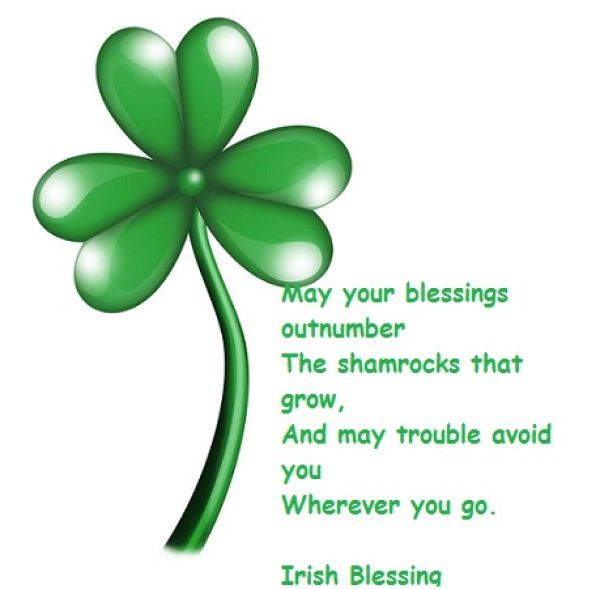 May your blessings
outnumber
The shamrocks that
grow,
And may trouble avoid
you
Wherever you go.
Irish Blessing